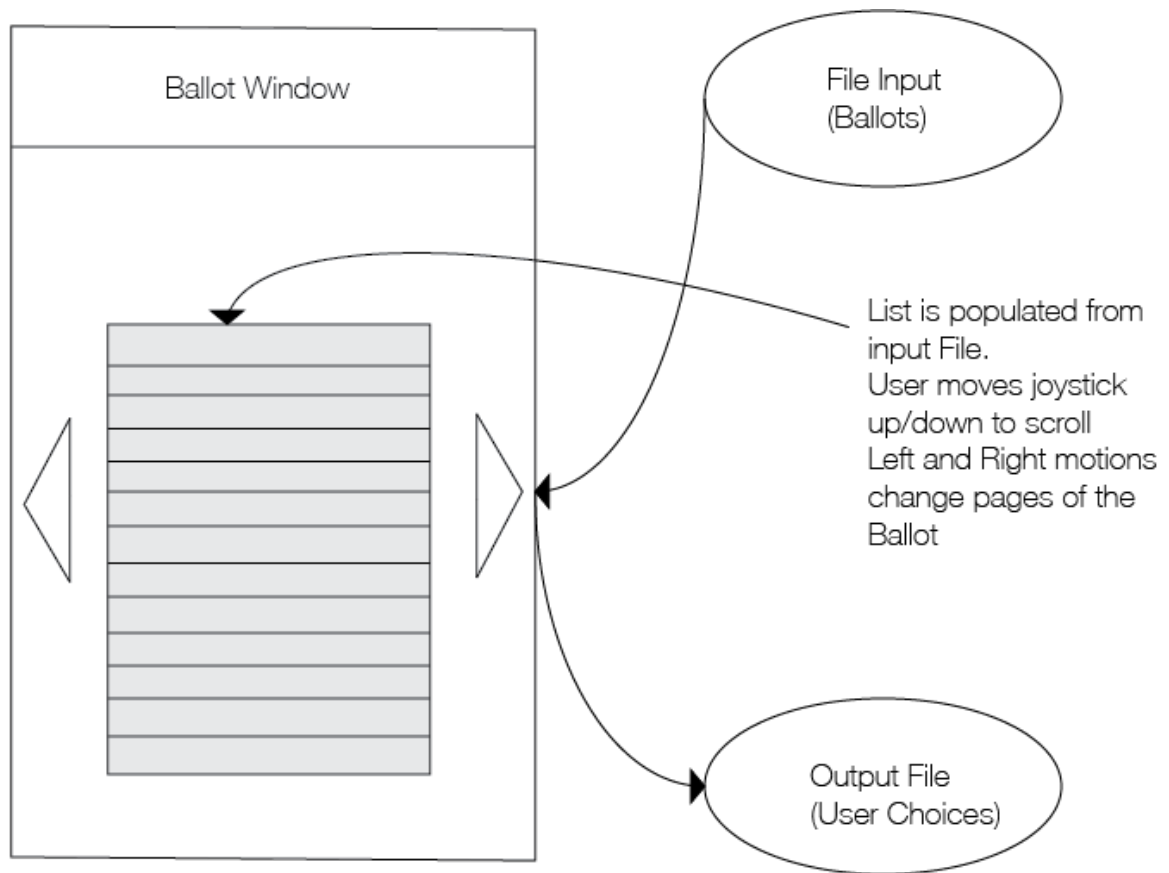 Ballot Window
File Input
(Ballots)
List is populated from
input File.
User moves joystick
up/down to scroll
Left and Right motions
change pages of the
Ballot
Output File
(User Choices)